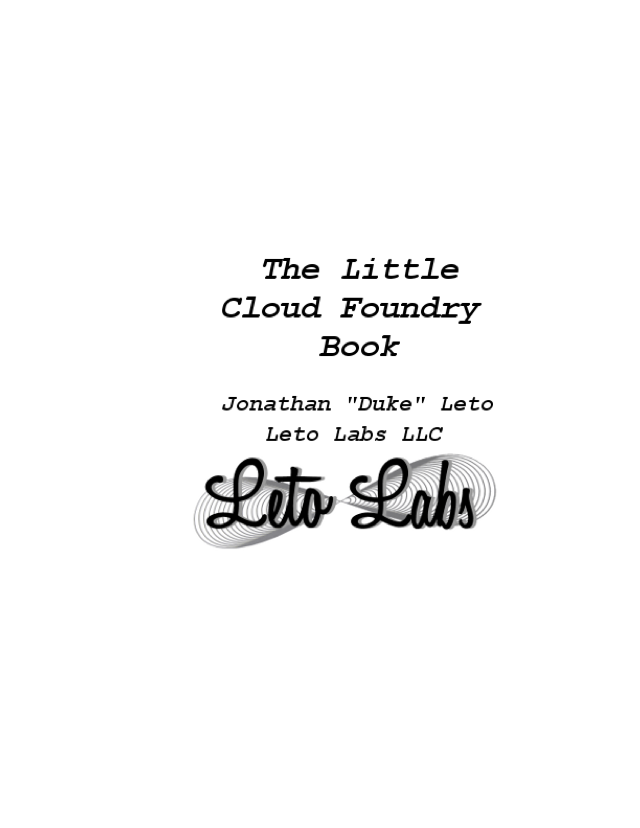 The Little
Cloud Foundry
Book
Jonathan "Duke" Leto
Leto Labs LLC
Leto Labs